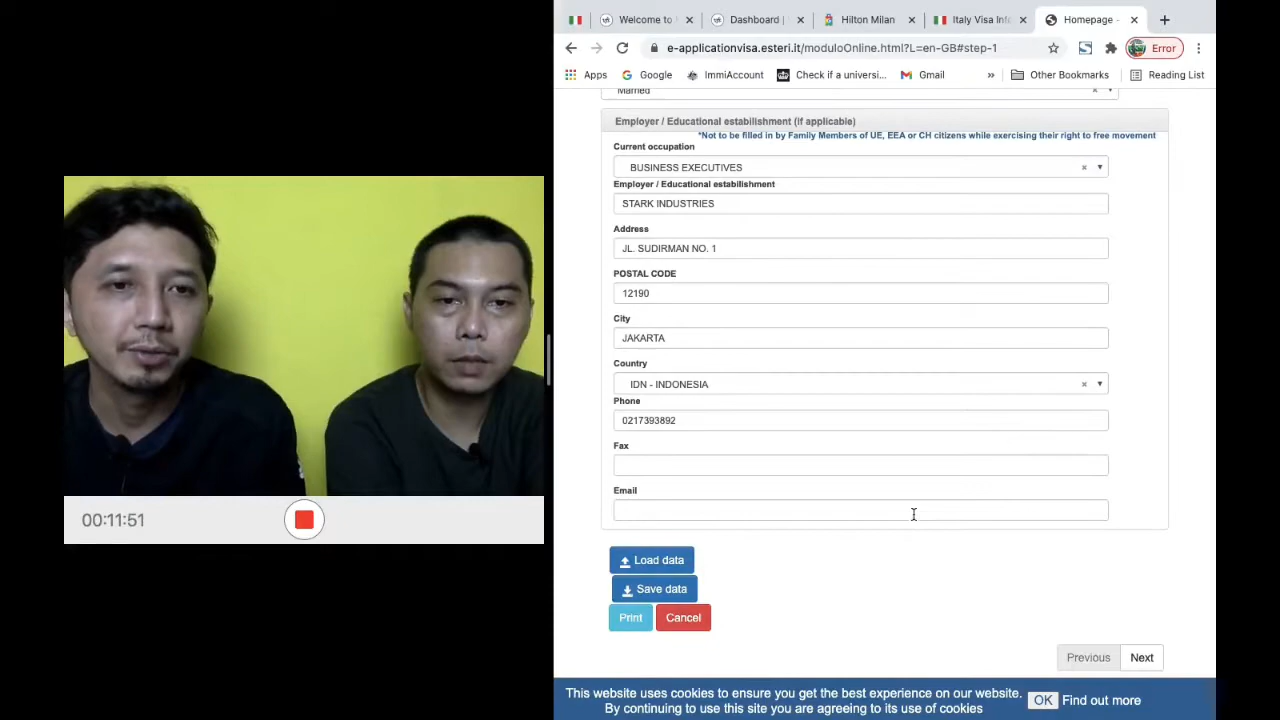 Welcome to
Dashboard |
Hilton Milan
Italy Visa Inf
Homepage -
e-applicationvisa.esteri.it/moduloOnline.html?L=en-GB#step-1
Error
Apps
Google
ImmiAccount
Check if a universi...
Gmail
»
Other Bookmarks
Reading List
Married
Employer / Educational estabilishment (if applicable)
*Not to be filled in by Family Members of UE, EEA or CH citizens while exercising their right to free movement
Current occupation
BUSINESS EXECUTIVES
Employer / Educational estabilishment
STARK INDUSTRIES
Address
JL. SUDIRMAN NO. 1
POSTAL CODE
12190
City
JAKARTA
Country
IDN - INDONESIA
Phone
0217393892
Fax
Email
00:11:51
Load data
Save data
Print Cancel
Previous Next
This website uses cookies to ensure you get the best experience on our website.
By continuing to use this site you are agreeing to its use of cookies
OK Find out more